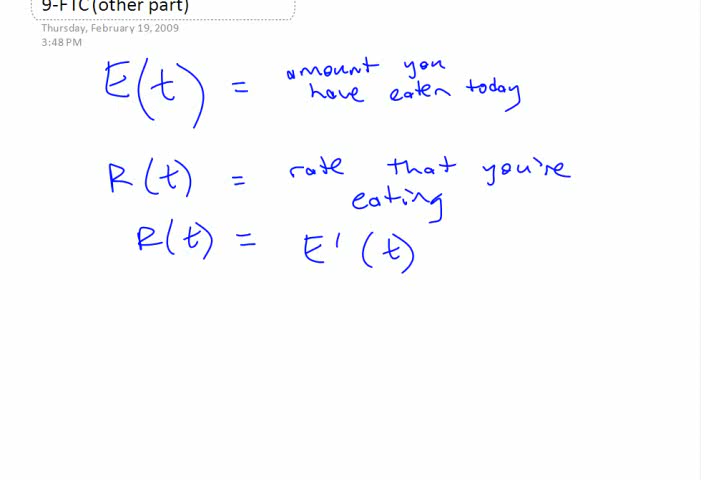 9-FTC(other part)
Thursday, February 19, 2009
3:48 PM
E(t) = amount you
have eaten today
R(t) = rate that you're
eating
R(t) = E'(t)